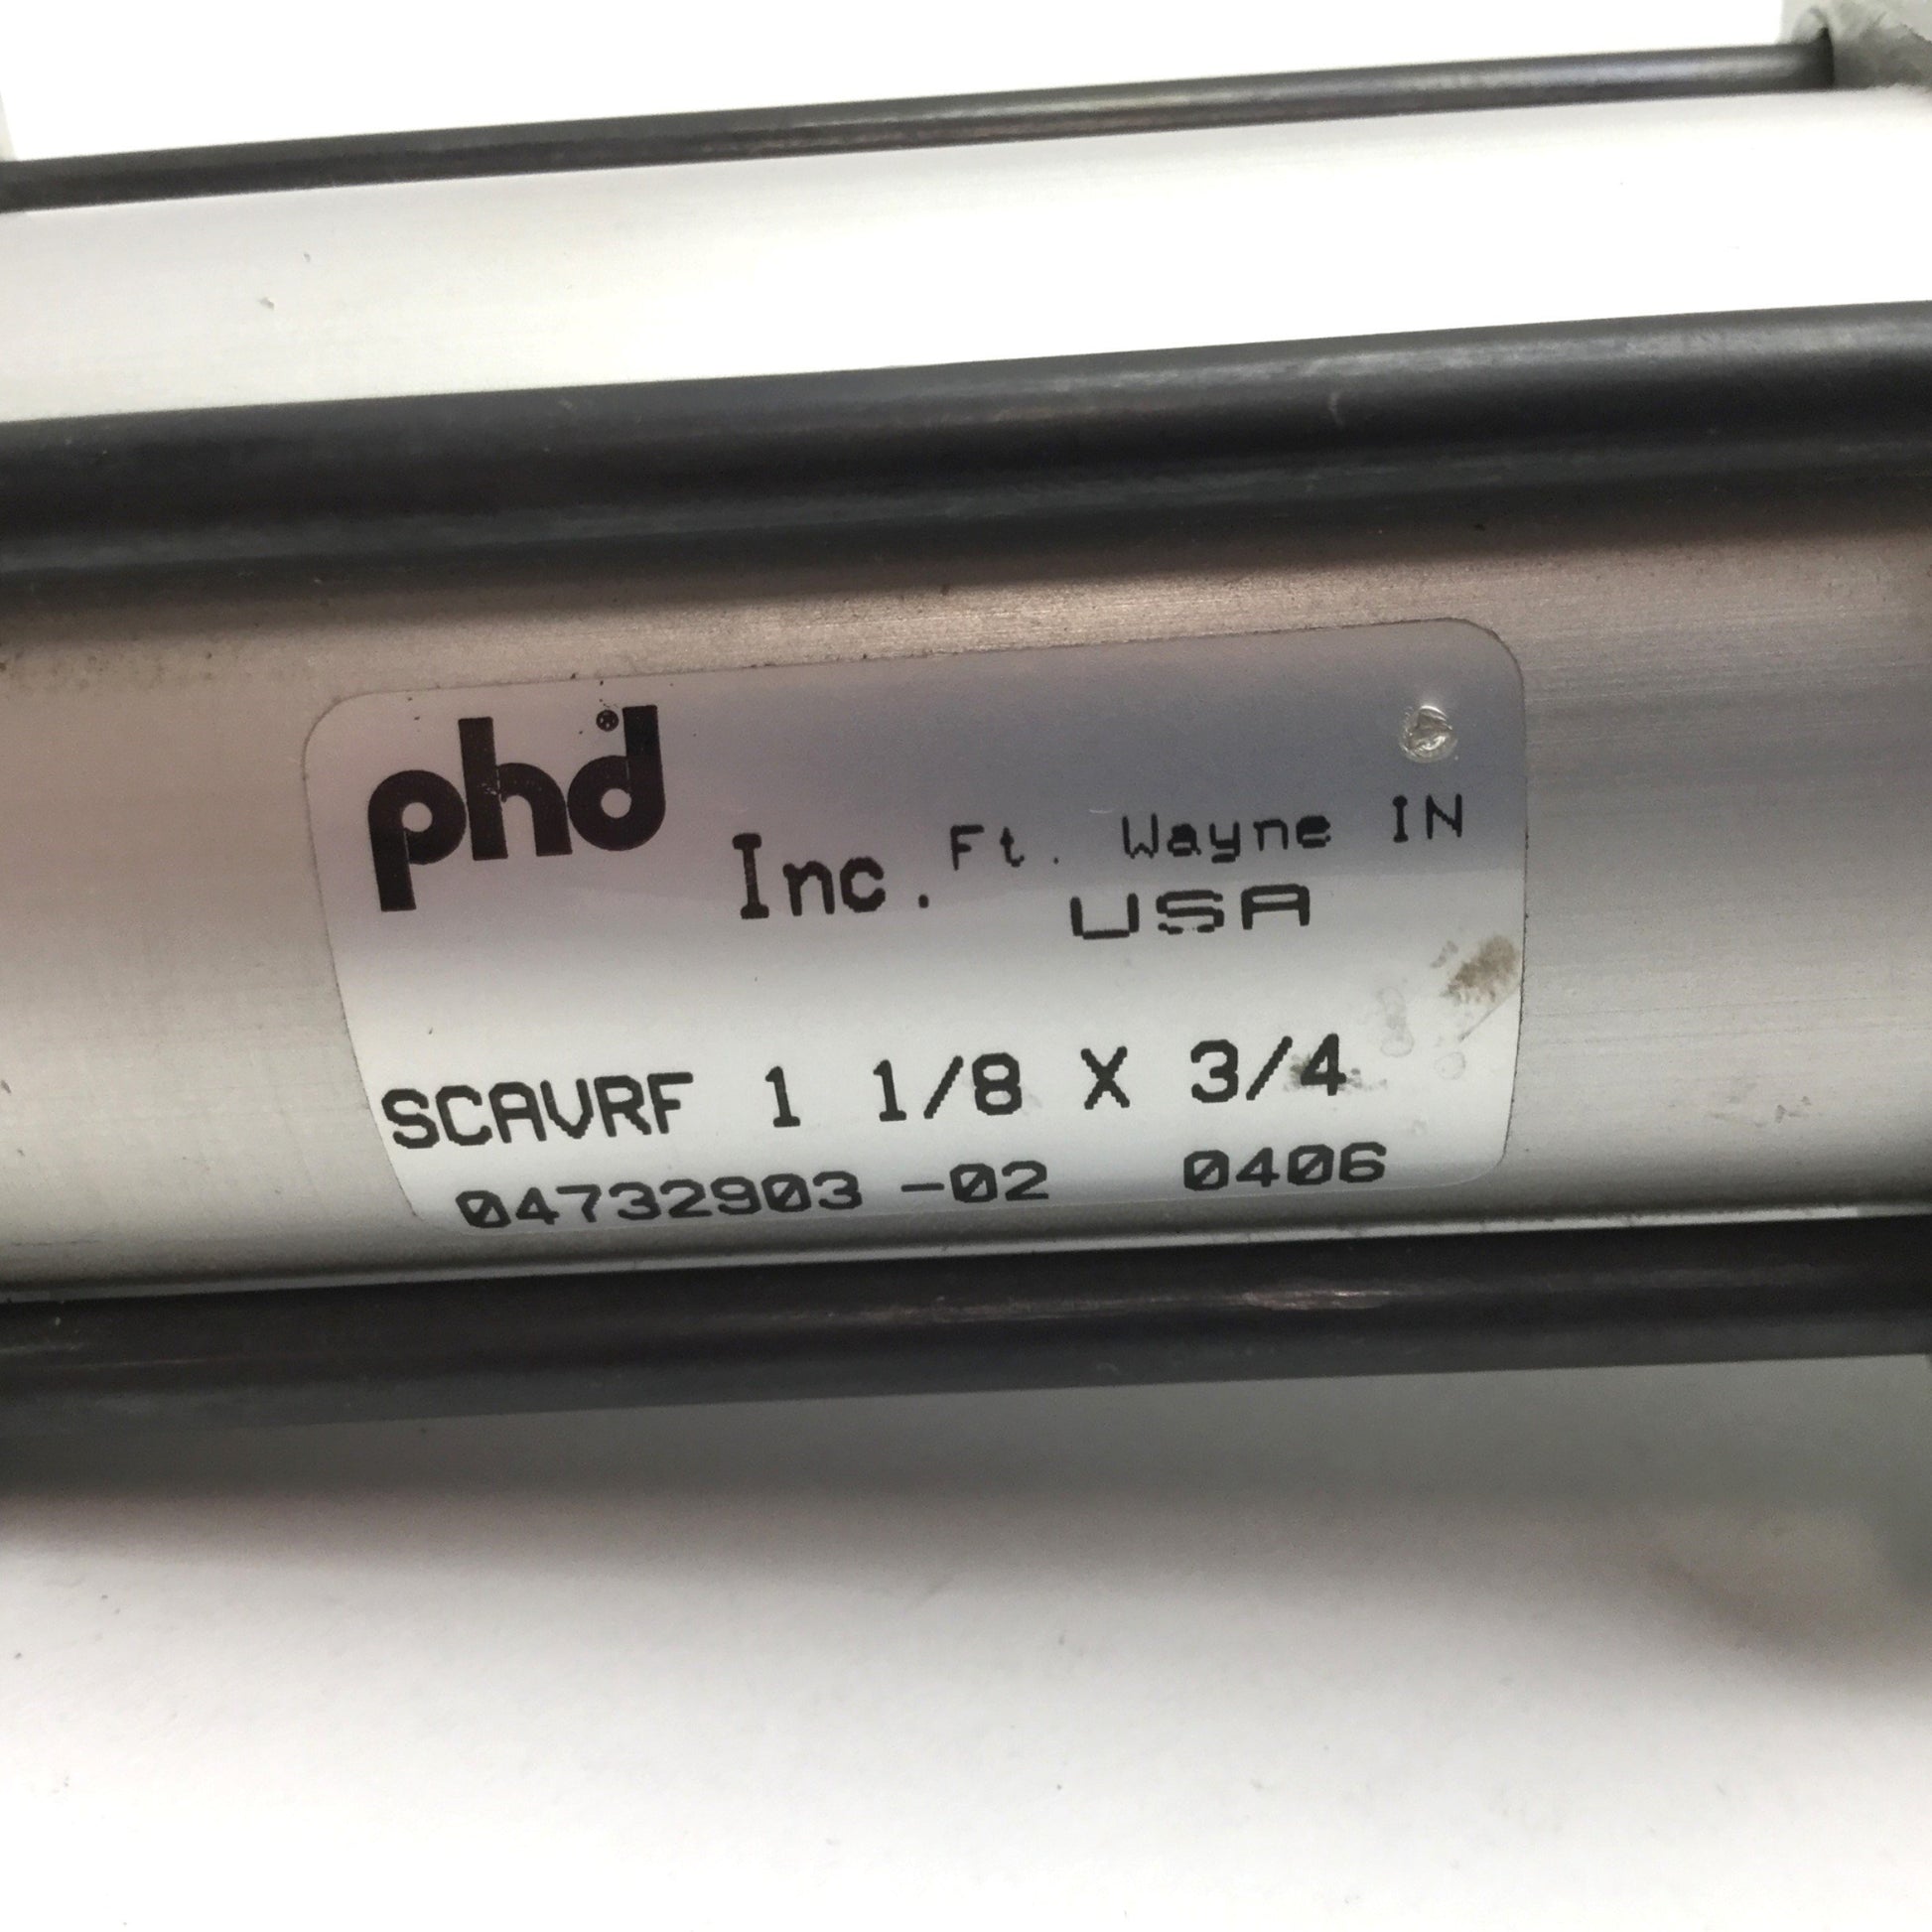 phd® Inc. Ft. Wayne IN
USA
SCAVRF 1 1/8 X 3/4
04732903 -02 0406